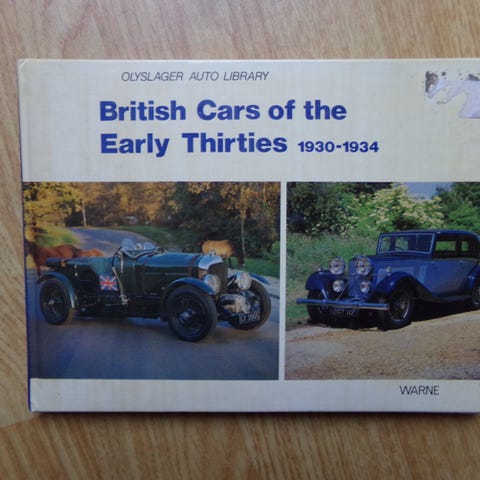 OLYSLAGER AUTO LIBRARY
British Cars of the
Early Thirties 1930-1934
WARNE